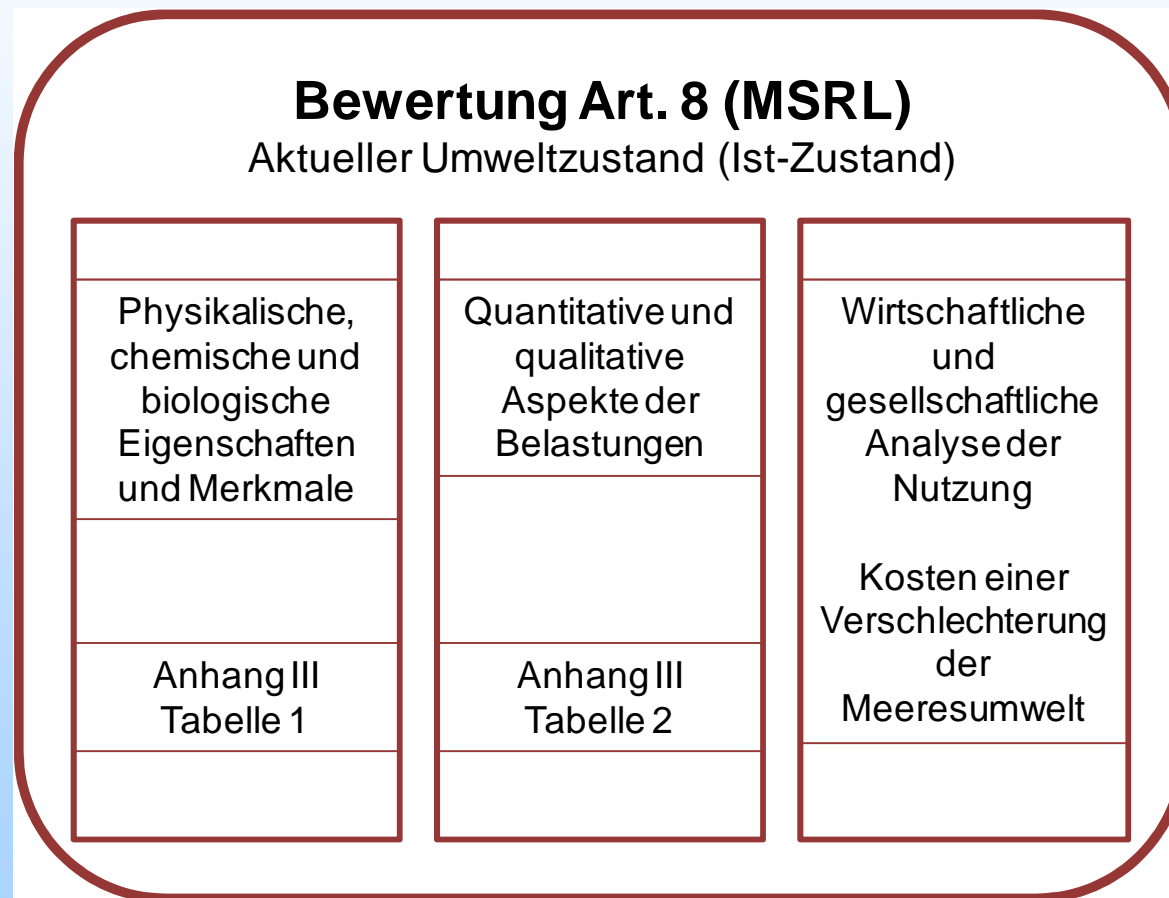 Bewertung Art. 8 (MSRL)
Aktueller Umweltzustand (Ist-Zustand)
Physikalische,
chemische und
biologische
Eigenschaften
und Merkmale
Anhang III
Tabelle 1
Quantitative und
qualitative
Aspekte der
Belastungen
Anhang III
Tabelle 2
Wirtschaftliche
und
gesellschaftliche
Analyse der
Nutzung
Kosten einer
Verschlechterung
der
Meeresumwelt